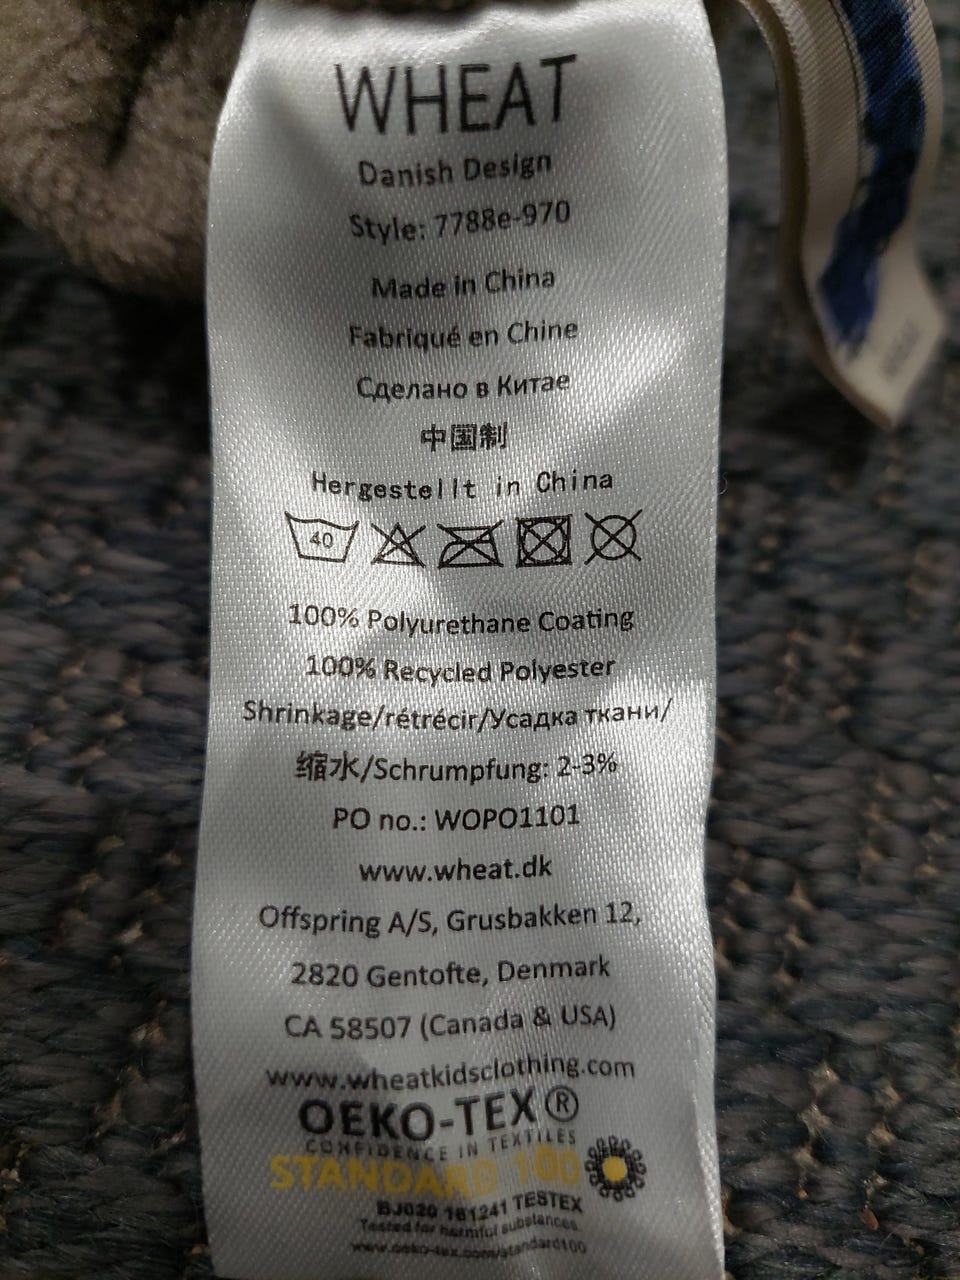 WHEAT
Danish Design
Style: 7788e-970
Made in China
Fabriqué en Chine
Сделано в Китае
中国制
Hergestellt in China
40
100% Polyurethane Coating
100% Recycled Polyester
Shrinkage/rétrécir/Усадка ткани/
缩水/Schrumpfung: 2-3%
PO no.: WOPO1101
www.wheat.dk
Offspring A/S, Grusbakken 12,
2820 Gentofte, Denmark
CA 58507 (Canada & USA)
www.wheatkidsclothing.com
OEKO-TEX®
CONFIDENCE IN TEXTILES
STANDARD 100
BJ020 161241 TESTEX
Tested for harmful substances.
www.oeko-tex.com/standard100